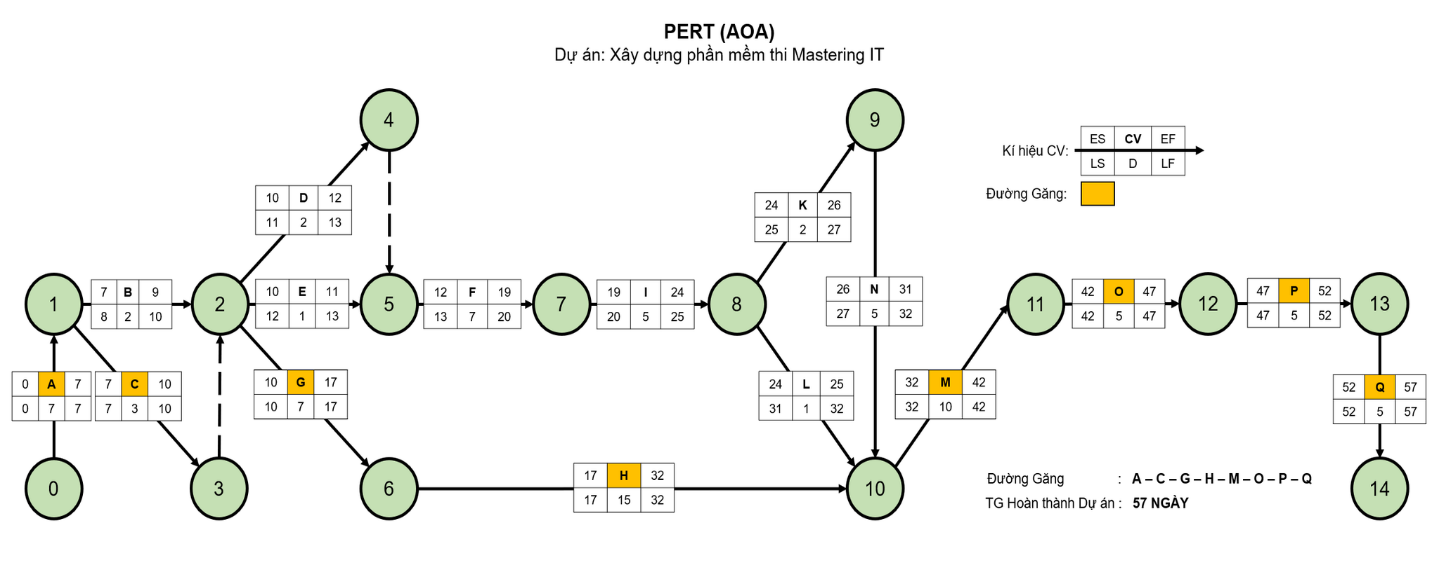 PERT (AOA)
Dự án: Xây dựng phần mềm thi Mastering IT
4
9
ES CV EF
Kí hiệu CV:
LS D LF
Đường Găng:
10 D 12
11 2 13
24 K 26
25 2 27
1
7 B 9
8 2 10
2
10 E 11
12 1 13
5
12 F 19
13 7 20
7
19 I 24
20 5 25
8
26 N 31
27 5 32
11
42 O 47
42 5 47
12
47 P 52
47 5 52
13
0 A 7
0 7 7
7 C 10
7 3 10
10 G 17
10 7 17
24 L 25
31 1 32
32 M 42
32 10 42
52 Q 57
52 5 57
0
3
6
17 H 32
17 15 32
10
14
Đường Găng : A – C – G – H – M – O – P – Q
TG Hoàn thành Dự án : 57 NGÀY